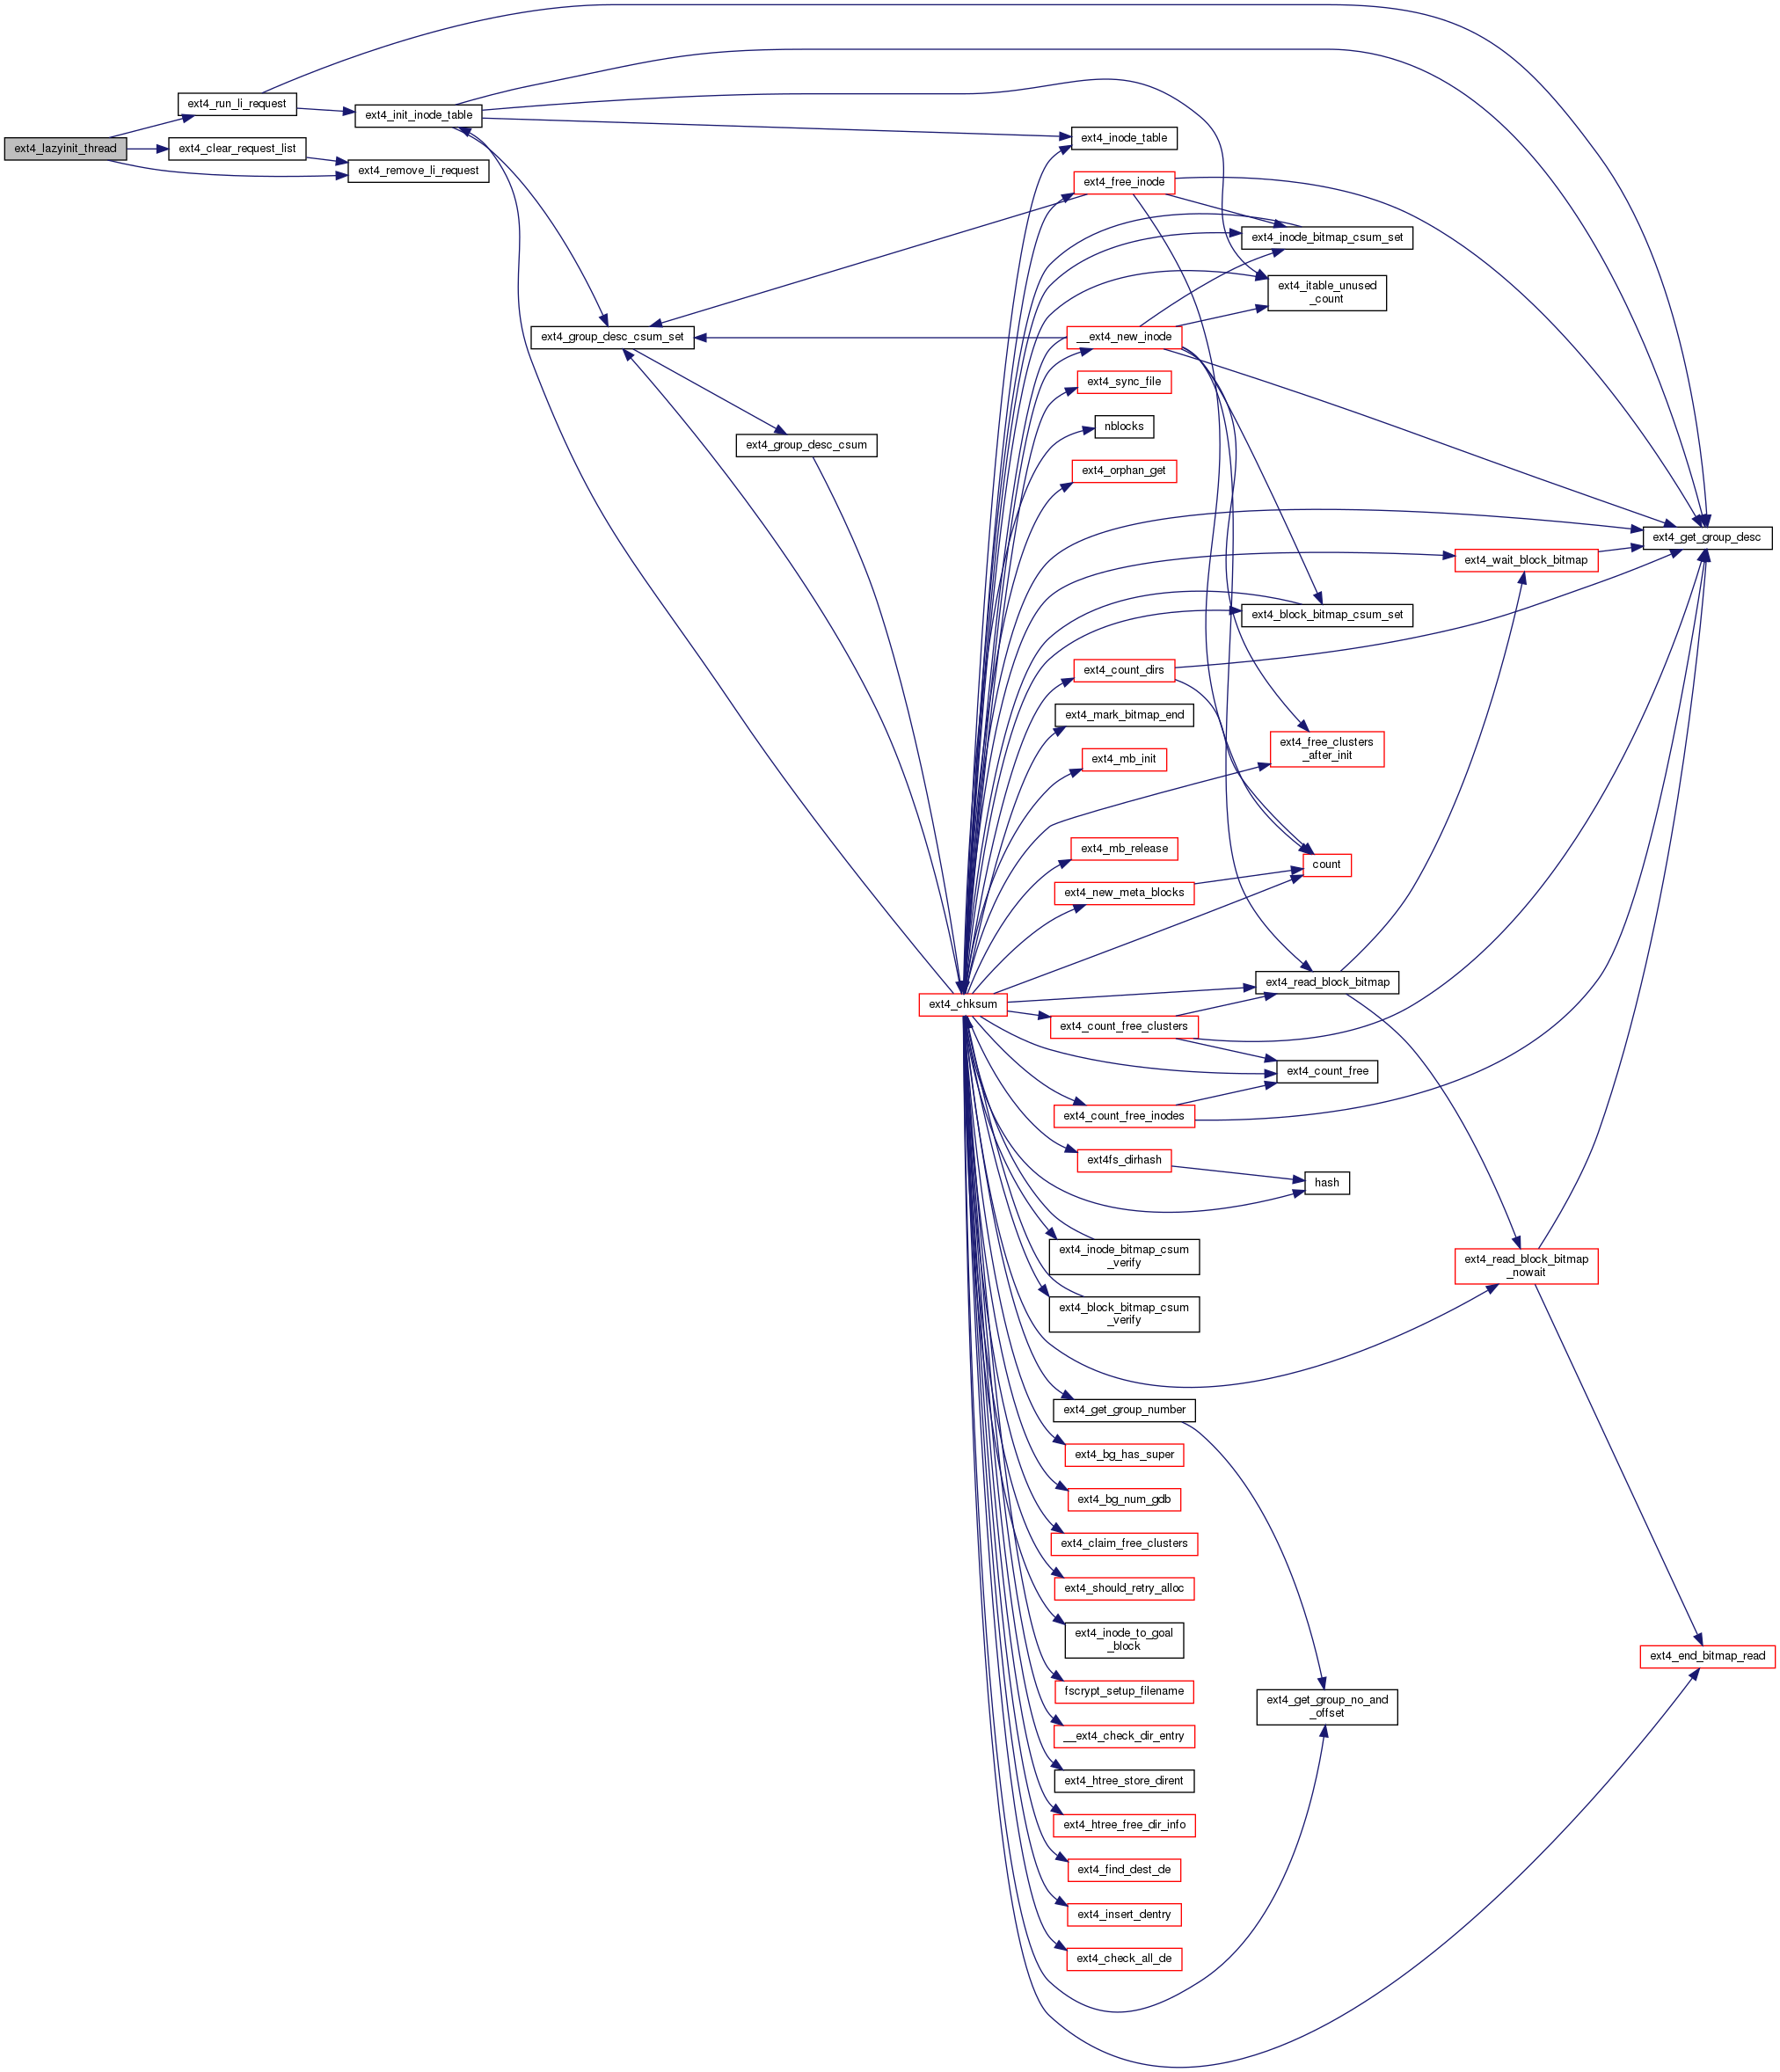 ext4_run_li_request
ext4_init_inode_table
ext4_lazyinit_thread
ext4_clear_request_list
ext4_remove_li_request
ext4_inode_table
ext4_free_inode
ext4_inode_bitmap_csum_set
ext4_itable_unused
_count
ext4_group_desc_csum_set
__ext4_new_inode
ext4_sync_file
nblocks
ext4_group_desc_csum
ext4_orphan_get
ext4_get_group_desc
ext4_wait_block_bitmap
ext4_block_bitmap_csum_set
ext4_count_dirs
ext4_mark_bitmap_end
ext4_free_clusters
_after_init
ext4_mb_init
ext4_mb_release
count
ext4_new_meta_blocks
ext4_read_block_bitmap
ext4_chksum
ext4_count_free_clusters
ext4_count_free
ext4_count_free_inodes
ext4fs_dirhash
hash
ext4_inode_bitmap_csum
_verify
ext4_read_block_bitmap
_nowait
ext4_block_bitmap_csum
_verify
ext4_get_group_number
ext4_bg_has_super
ext4_bg_num_gdb
ext4_claim_free_clusters
ext4_should_retry_alloc
ext4_inode_to_goal
_block
ext4_end_bitmap_read
fscrypt_setup_filename
ext4_get_group_no_and
_offset
__ext4_check_dir_entry
ext4_htree_store_dirent
ext4_htree_free_dir_info
ext4_find_dest_de
ext4_insert_dentry
ext4_check_all_de